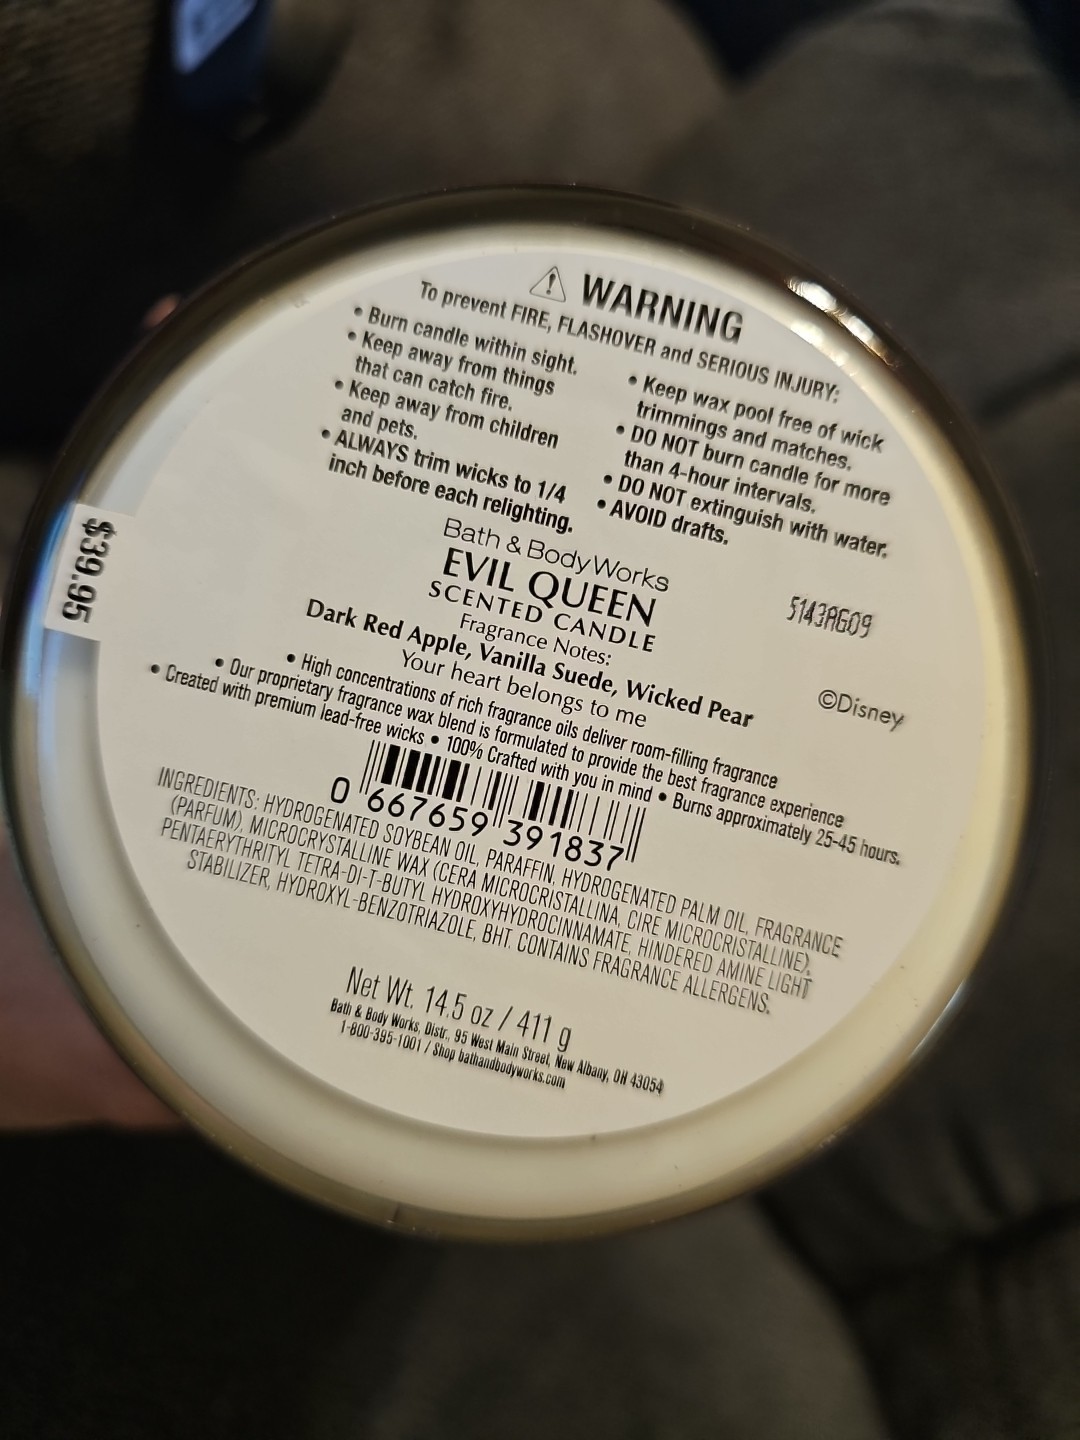 ⚠ WARNING
To prevent FIRE, FLASHOVER and SERIOUS INJURY:
• Burn candle within sight.
• Keep away from things
that can catch fire.
• Keep away from children
and pets.
• ALWAYS trim wicks to 1/4
inch before each relighting.
• Keep wax pool free of wick
trimmings and matches.
• DO NOT burn candle for more
than 4-hour intervals.
• DO NOT extinguish with water.
• AVOID drafts.
Bath & Body Works
EVIL QUEEN
SCENTED CANDLE
Fragrance Notes:
Dark Red Apple, Vanilla Suede, Wicked Pear
Your heart belongs to me
• High concentrations of rich fragrance oils deliver room-filling fragrance
• Our proprietary fragrance wax blend is formulated to provide the best fragrance experience
• Created with premium lead-free wicks • 100% Crafted with you in mind • Burns approximately 25-45 hours.
5143AG09
©Disney
$39.95
0 667659 391837
INGREDIENTS: HYDROGENATED SOYBEAN OIL, PARAFFIN, HYDROGENATED PALM OIL, FRAGRANCE
(PARFUM), MICROCRYSTALLINE WAX (CERA MICROCRISTALLINA, CIRE MICROCRISTALLINE),
PENTAERYTHRITYL TETRA-DI-T-BUTYL HYDROXYHYDROCINNAMATE, HINDERED AMINE LIGHT
STABILIZER, HYDROXYL-BENZOTRIAZOLE, BHT. CONTAINS FRAGRANCE ALLERGENS.
Net Wt. 14.5 oz / 411 g
Bath & Body Works, Distr., 95 West Main Street, New Albany, OH 43054
1-800-395-1001 / Shop bathandbodyworks.com